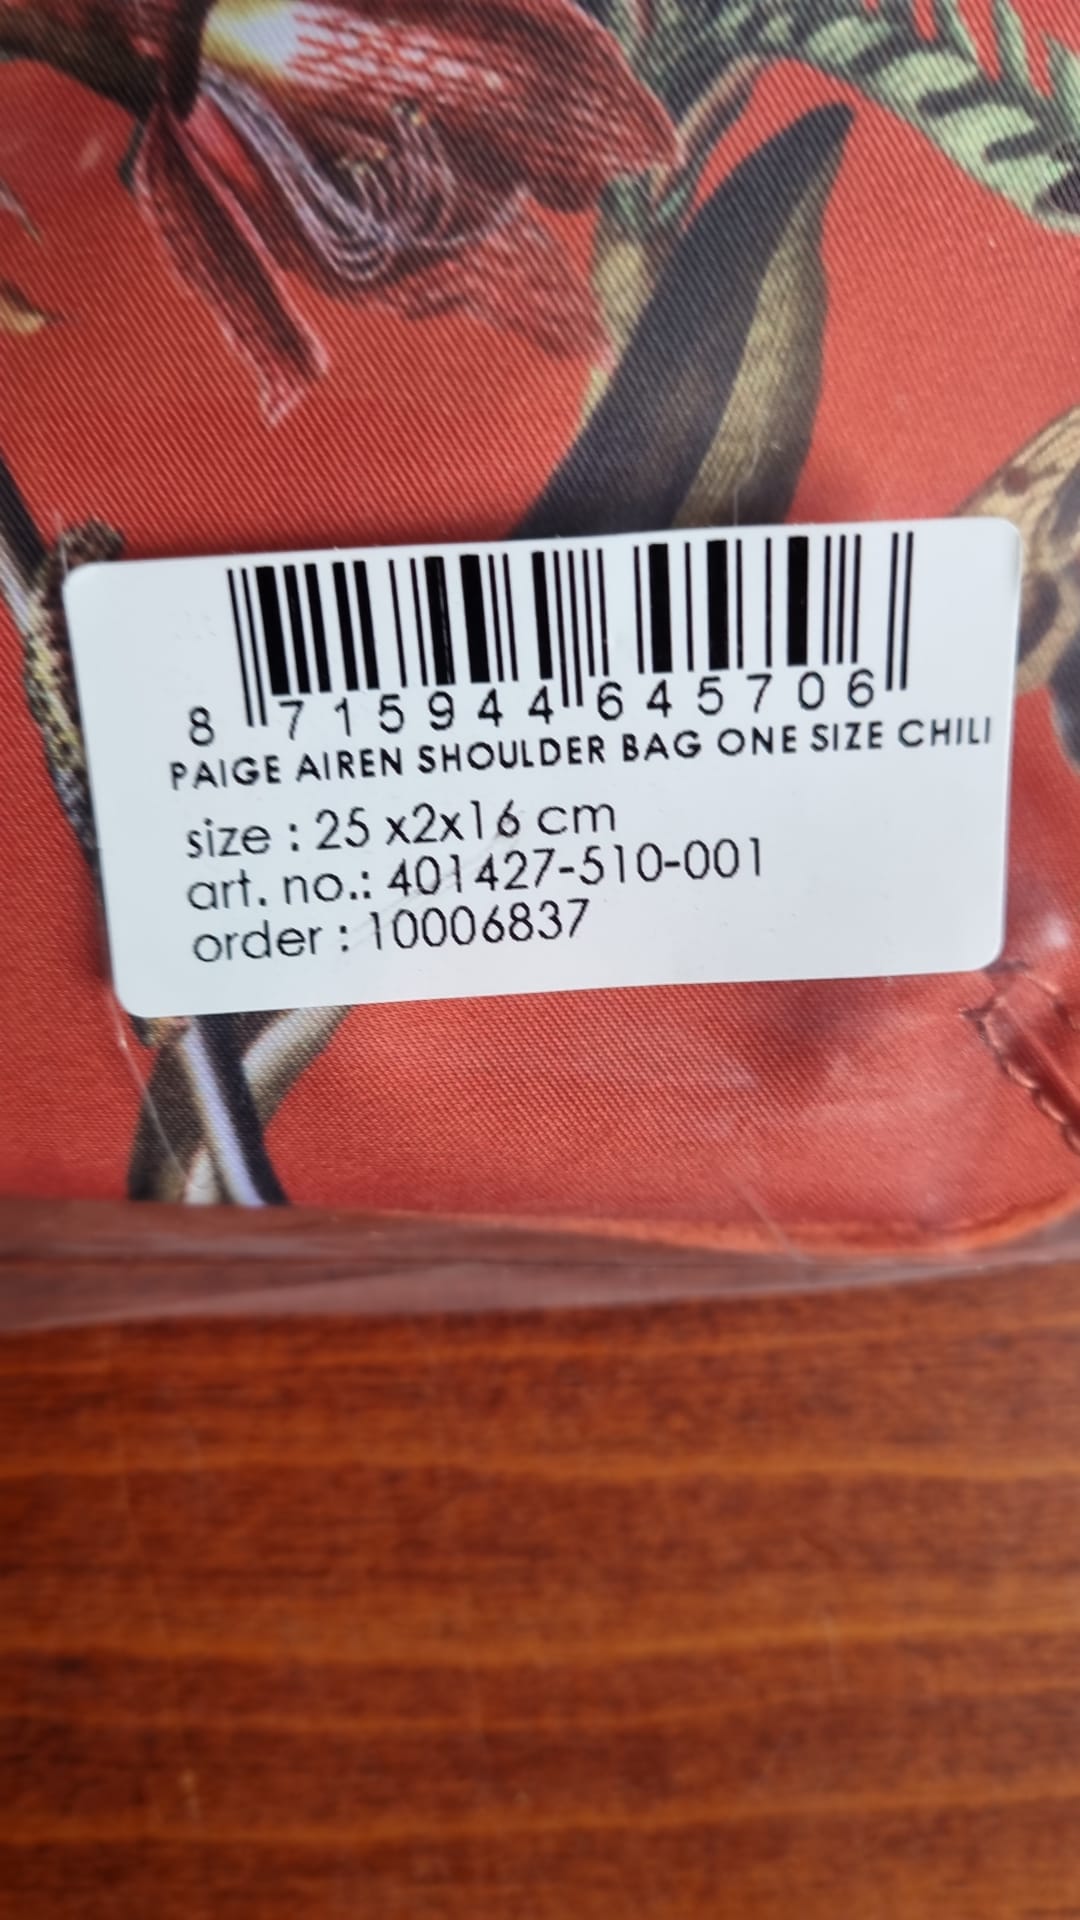 8 715944 645706
PAIGE AIREN SHOULDER BAG ONE SIZE CHILI
size : 25 x2x16 cm
art. no.: 401427-510-001
order : 10006837